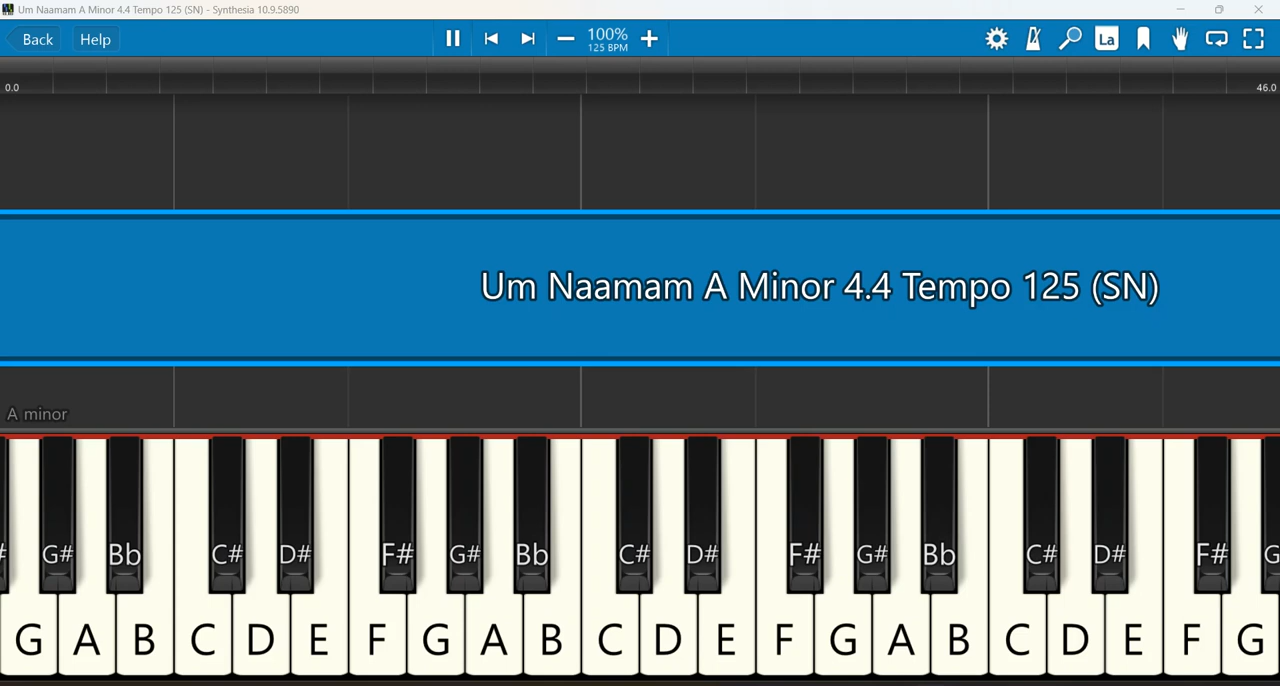 Um Naamam A Minor 4.4 Tempo 125 (SN) - Synthesia 10.9.5890
Back Help 100% La
125 BPM
0.0 46.0
Um Naamam A Minor 4.4 Tempo 125 (SN)
A minor
# G# Bb C# D# F# G# Bb C# D# F# G# Bb C# D# F# G
G A B C D E F G A B C D E F G A B C D E F G